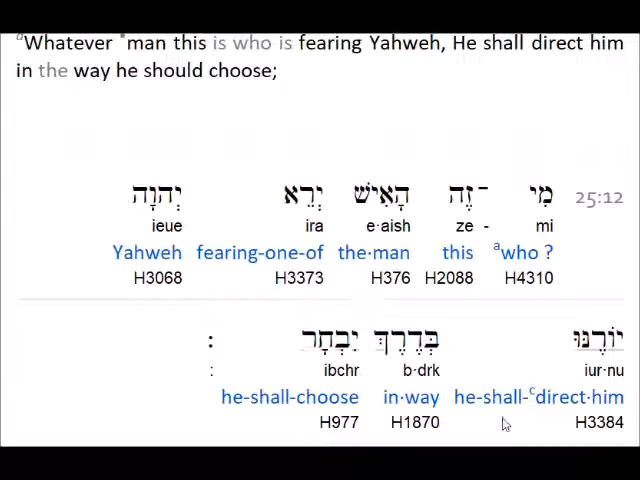 ᵃWhatever *man this is who is fearing Yahweh, He shall direct him
in the way he should choose;
25:12 מִי ־ זֶה הָאִישׁ יְרֵא יְהוָה
ieue ira e·aish ze - mi
Yahweh fearing-one-of the·man this ᵃwho ?
H3068 H3373 H376 H2088 H4310
יוֹרֶנּוּ בְּדֶרֶךְ יִבְחָר :
: ibchr b·drk iur·nu
he-shall-choose in·way he-shall-ᶜdirect·him
H977 H1870 H3384